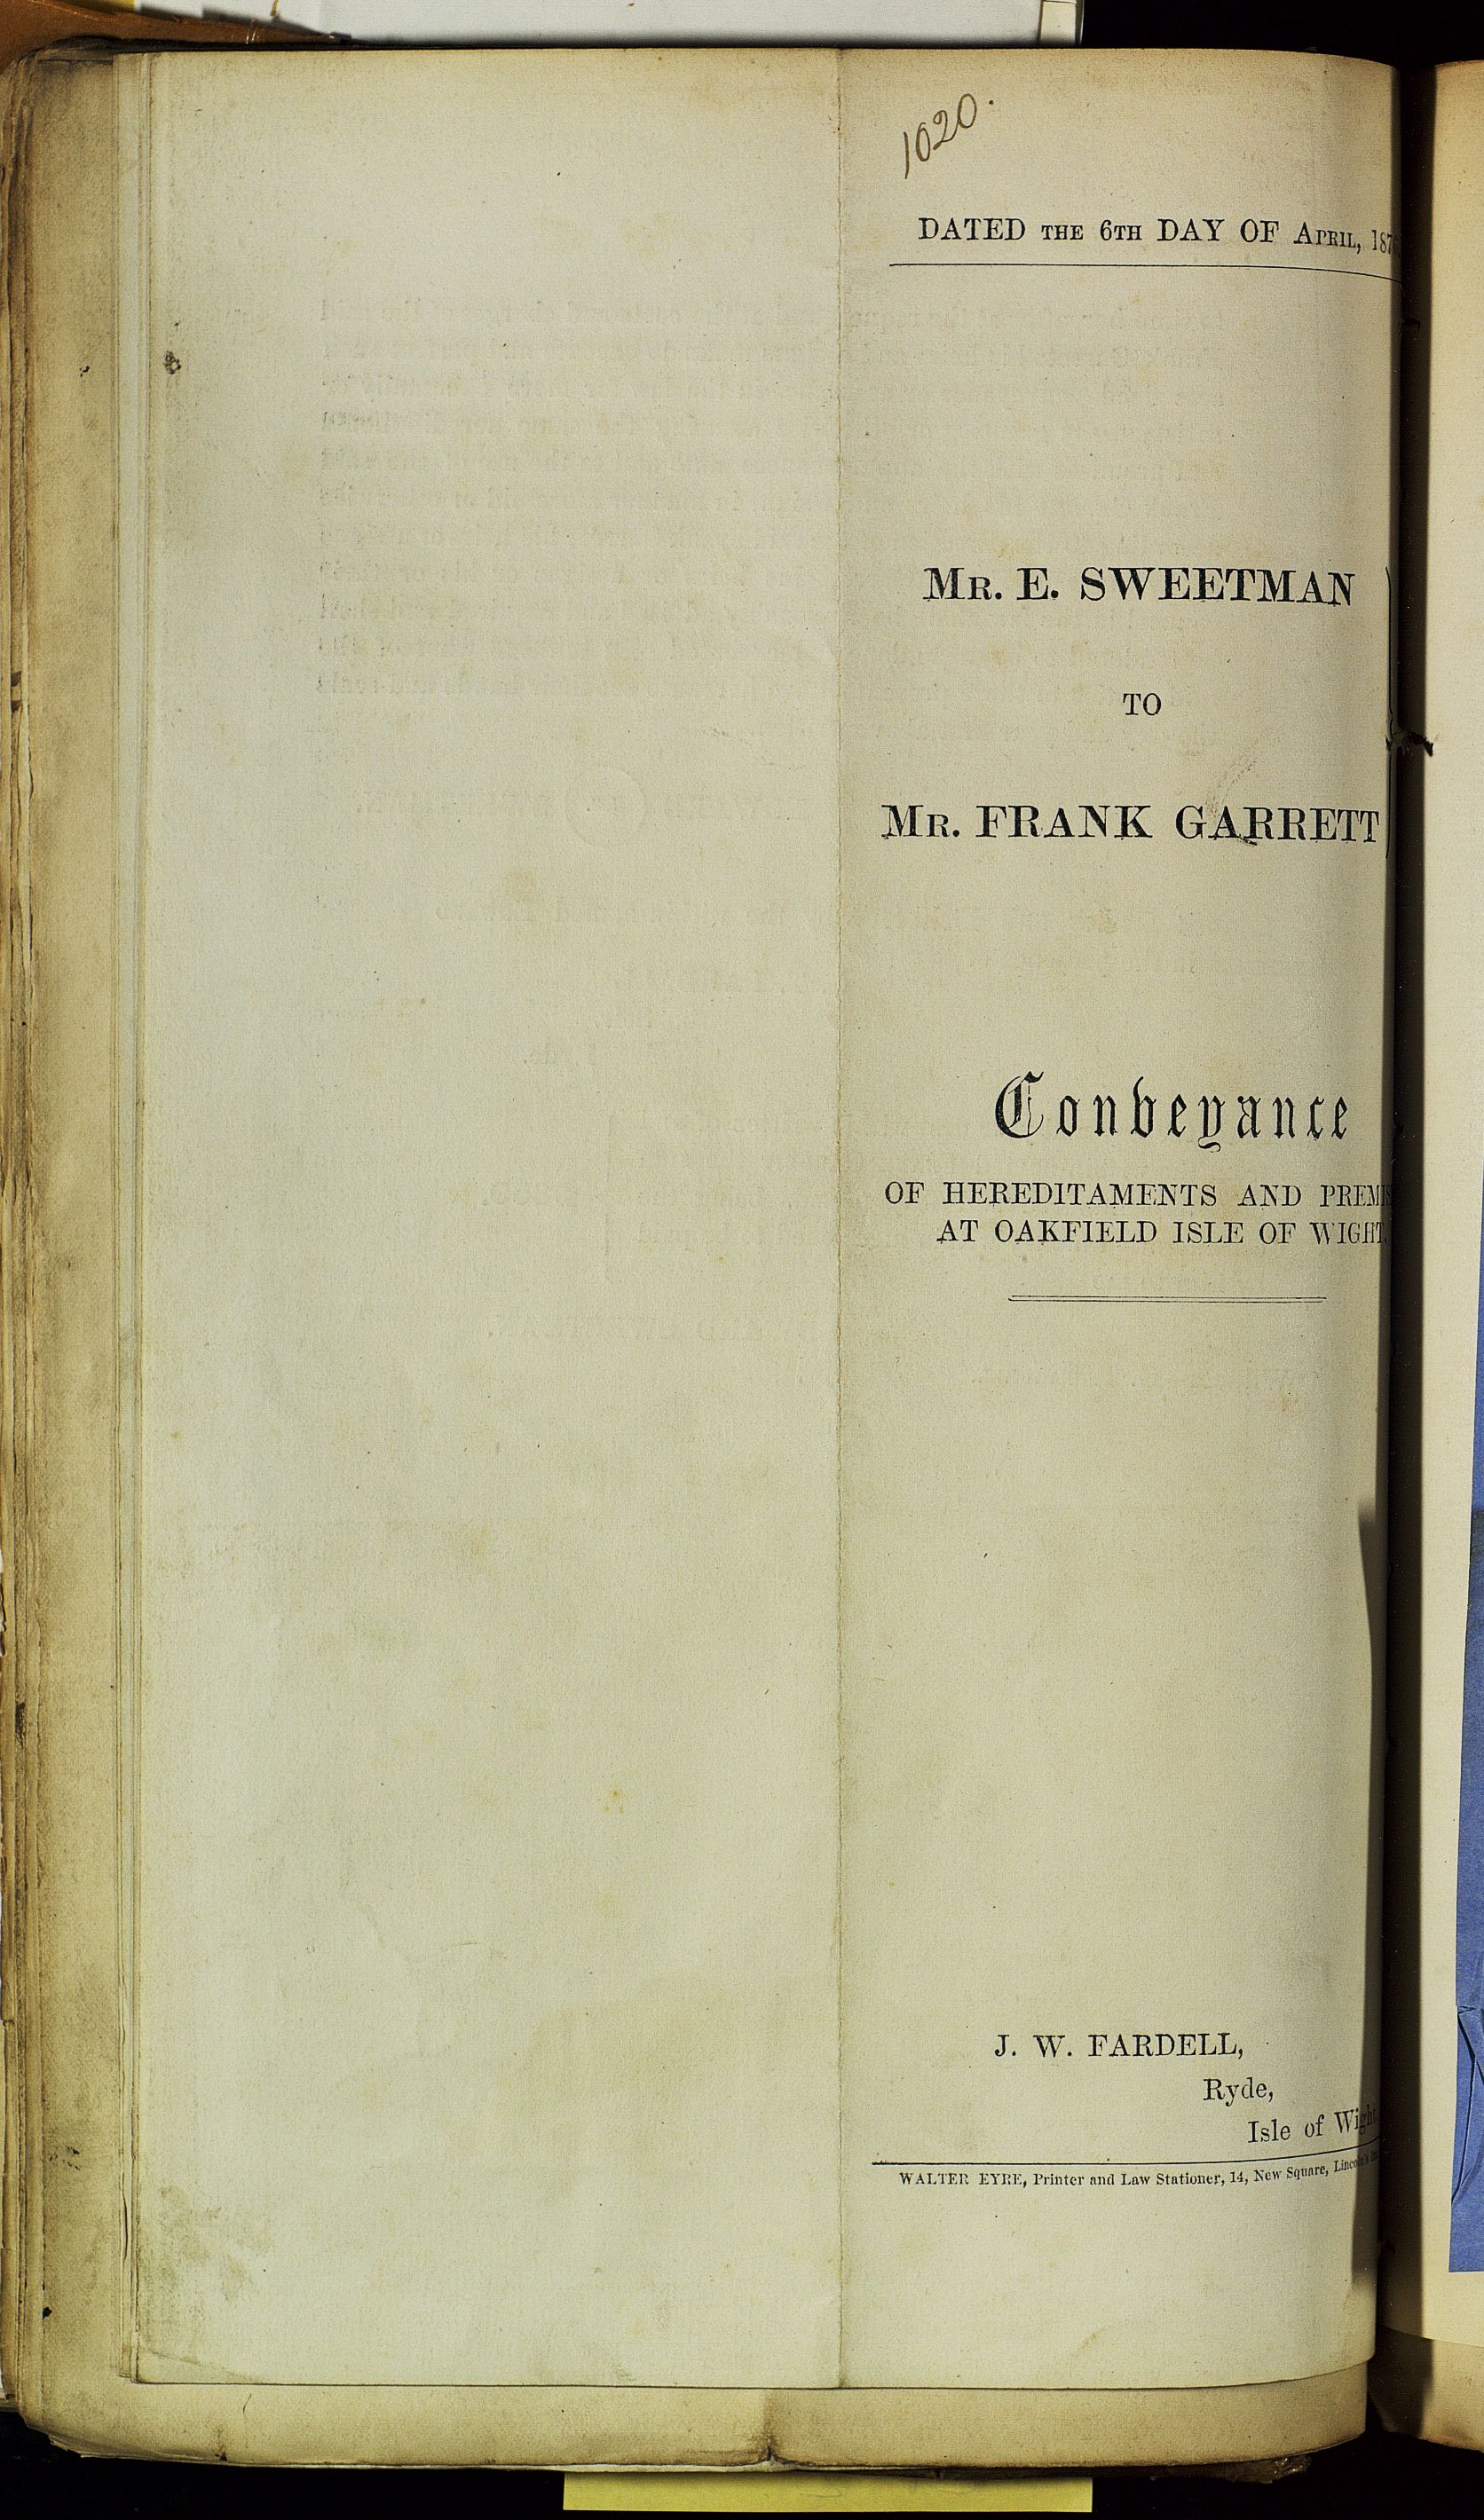 1020.
DATED THE 6TH DAY OF APRIL, 187
MR. E. SWEETMAN
TO
MR. FRANK GARRETT
Conveyance
OF HEREDITAMENTS AND PREMI
AT OAKFIELD ISLE OF WIGHT.
J. W. FARDELL,
Ryde,
Isle of Wight
WALTER EYRE, Printer and Law Stationer, 14, New Square, Lincoln's